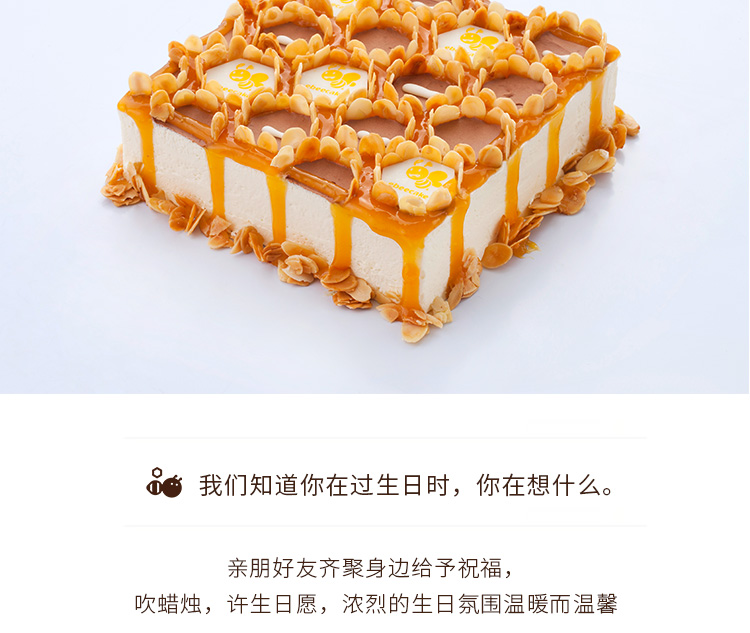 我们知道你在过生日时，你在想什么。
亲朋好友齐聚身边给予祝福，
吹蜡烛，许生日愿，浓烈的生日氛围温暖而温馨